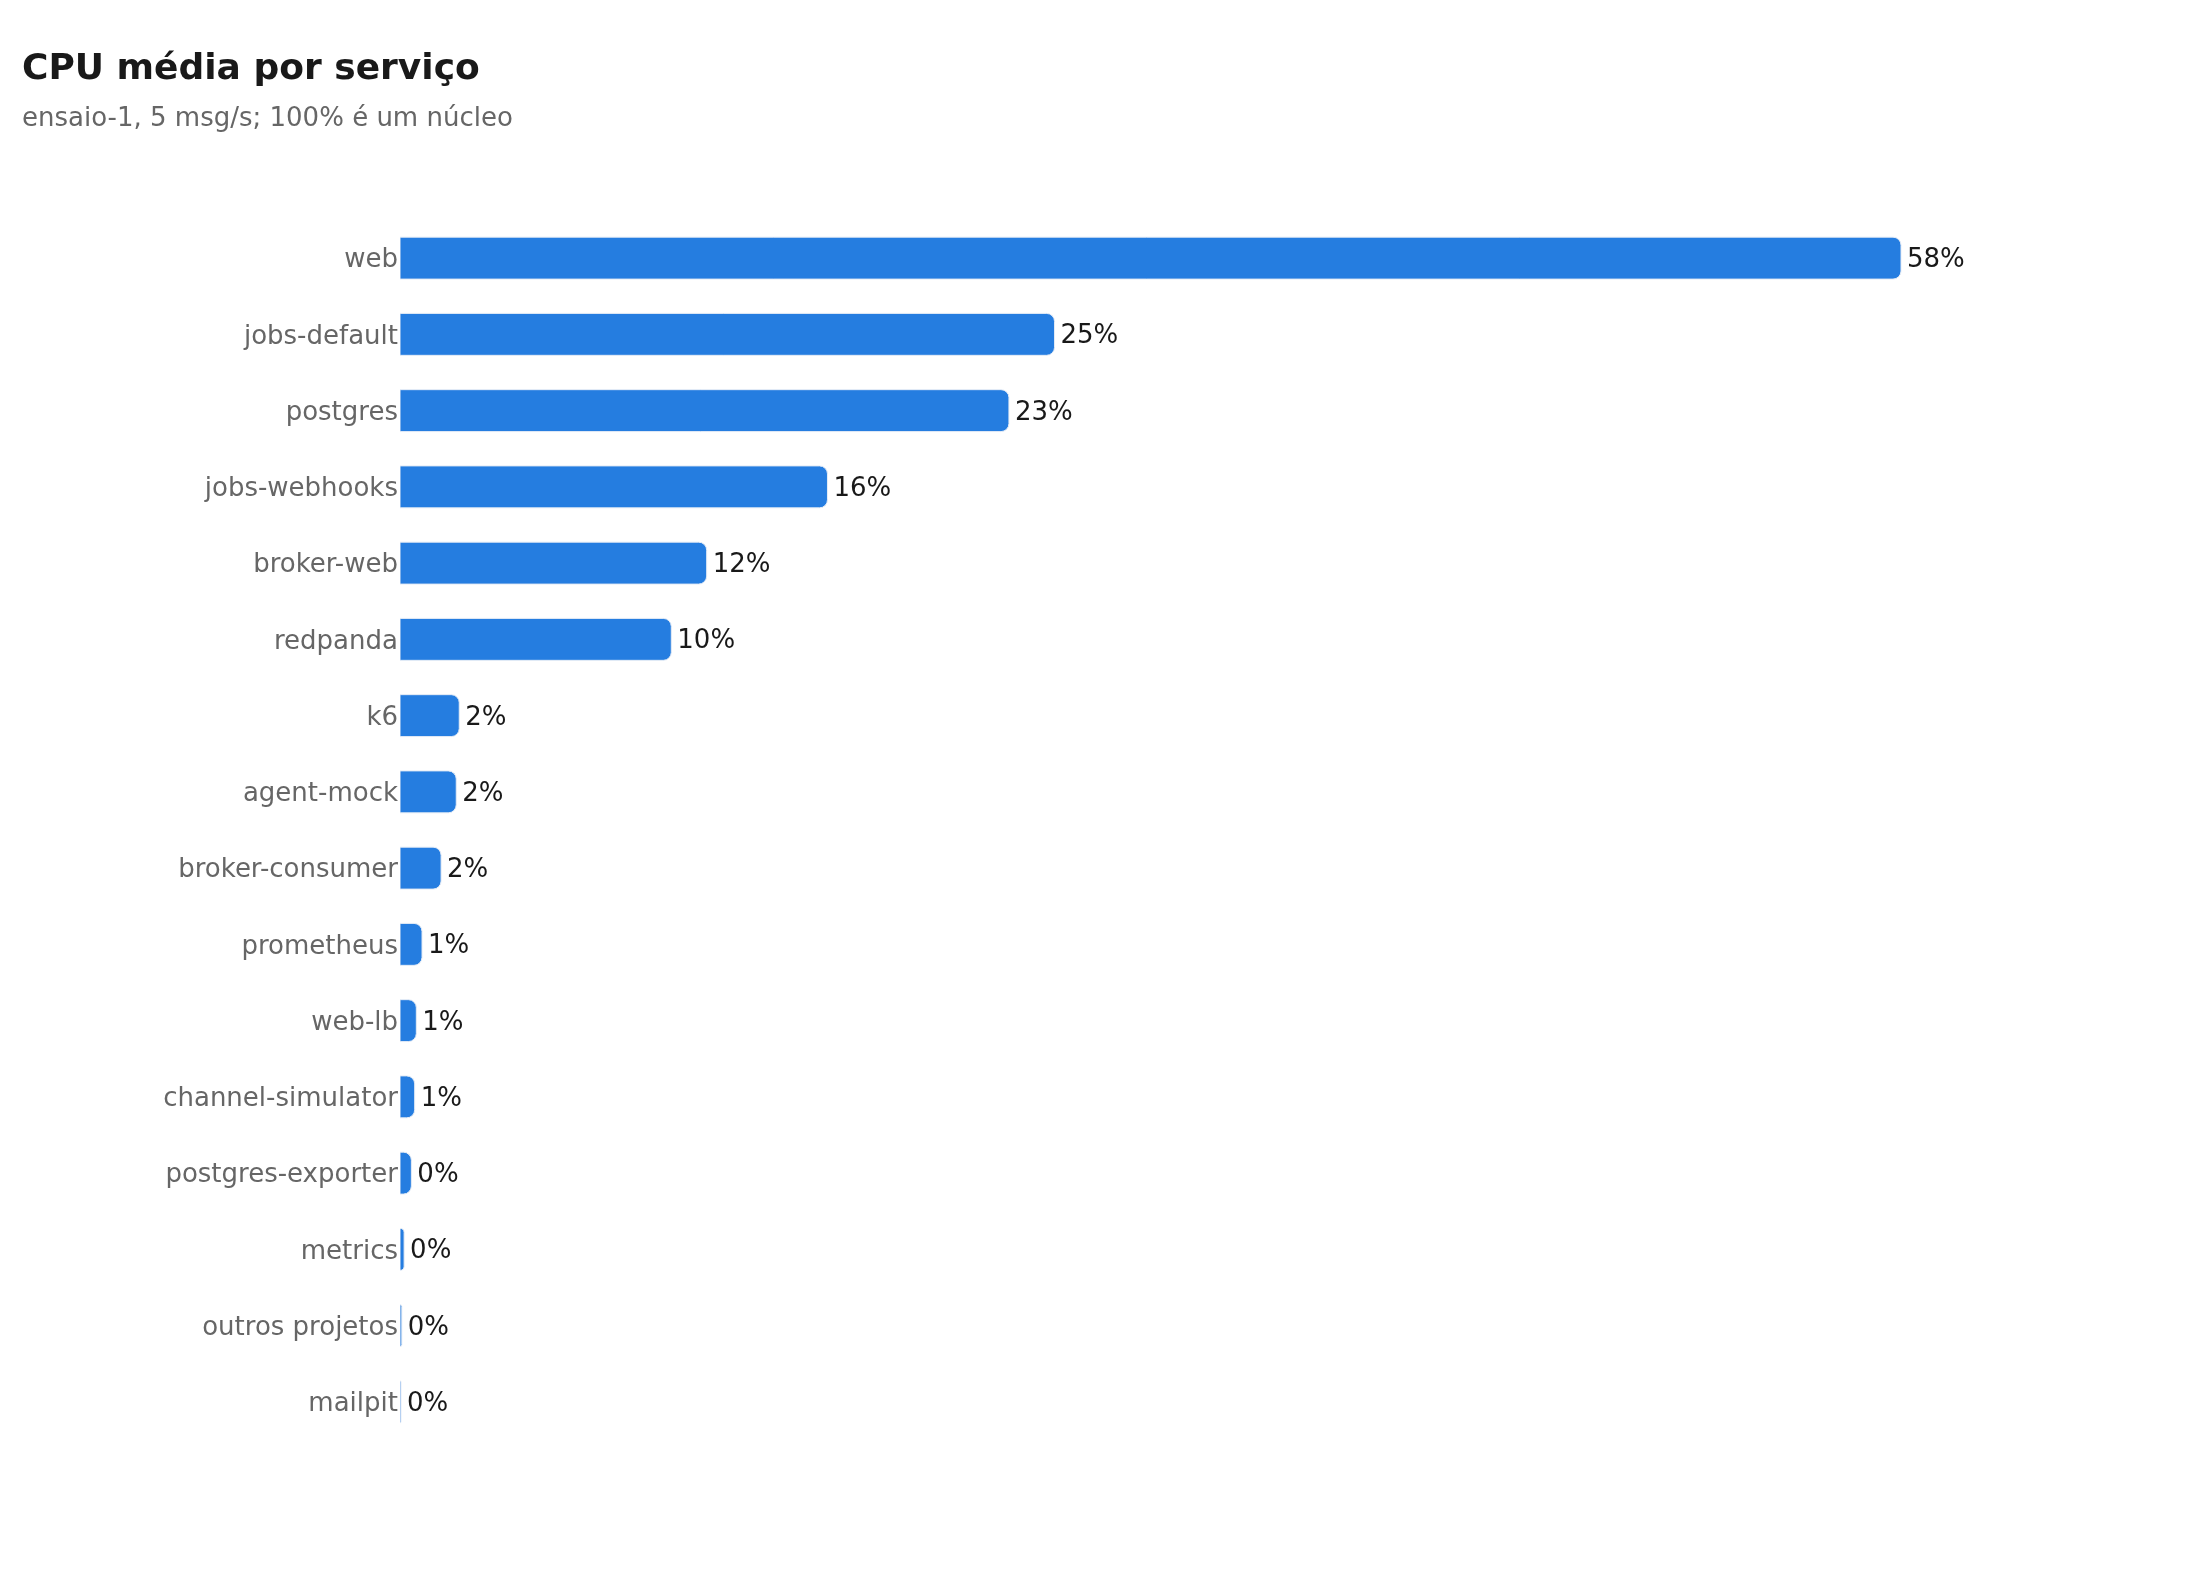 CPU média por serviço
ensaio-1, 5 msg/s; 100% é um núcleo
web 58%
jobs-default 25%
postgres 23%
jobs-webhooks 16%
broker-web 12%
redpanda 10%
k6 2%
agent-mock 2%
broker-consumer 2%
prometheus 1%
web-lb 1%
channel-simulator 1%
postgres-exporter 0%
metrics 0%
outros projetos 0%
mailpit 0%